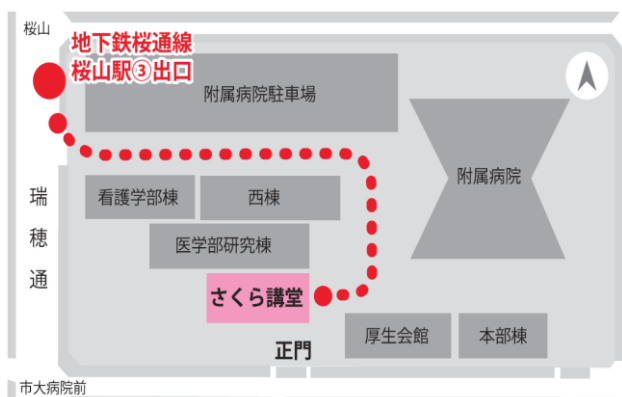 桜山
地下鉄桜通線
桜山駅③出口
附属病院駐車場
附属病院
看護学部棟
西棟
瑞穂通
医学部研究棟
さくら講堂
厚生会館
本部棟
正門
市大病院前